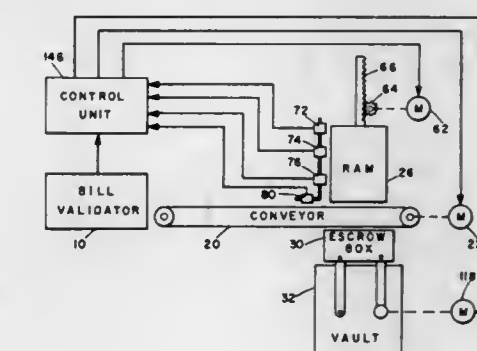 146
CONTROL
UNIT
72
74
76
80
66
64
M
62
RAM
26
BILL
VALIDATOR
10
CONVEYOR
20
M
30
ESCROW
BOX
32
118
M
VAULT